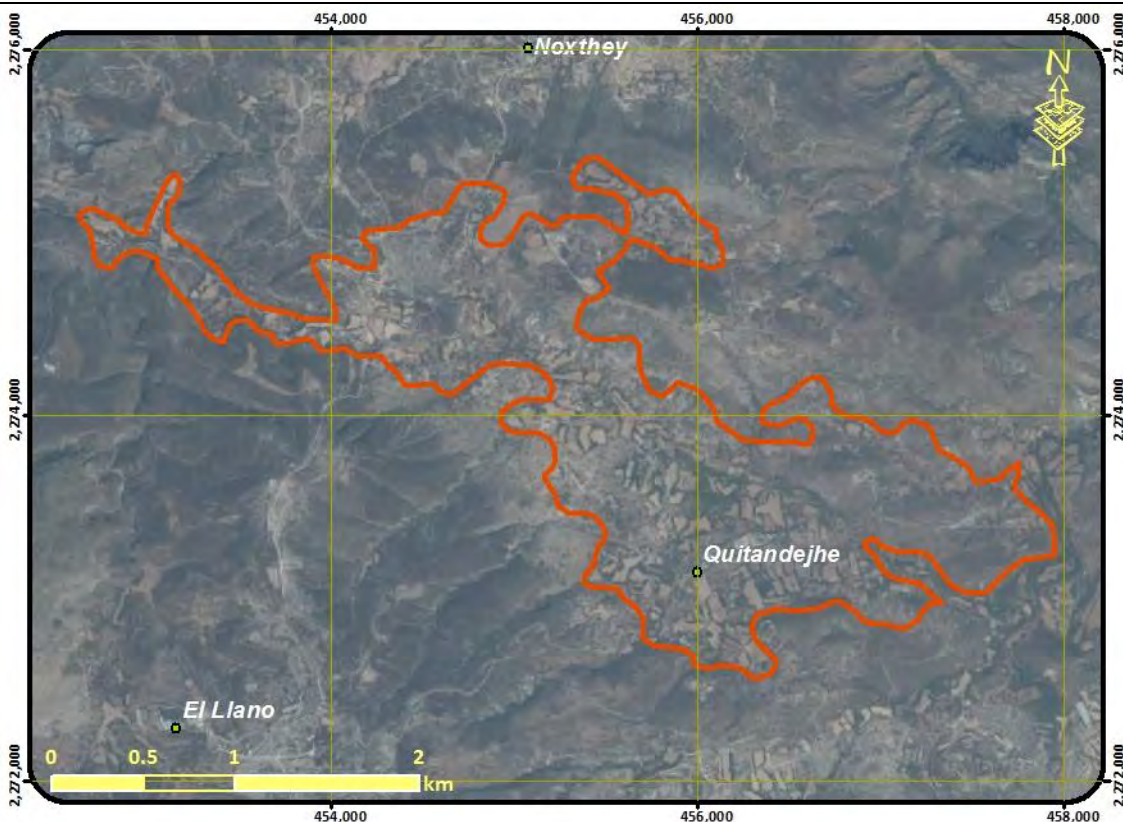 454,000 456,000 458,000
2,276,000 2,276,000
Noxthey
N
2,274,000 2,274,000
Quitandejhe
El Llano
0 0.5 1 2
km
2,272,000 2,272,000
454,000 456,000 458,000